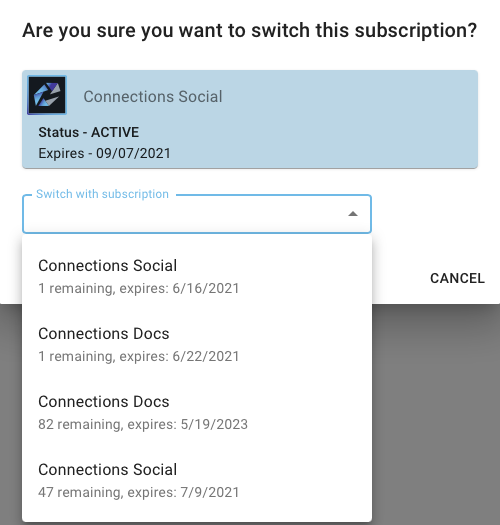 Are you sure you want to switch this subscription?
Connections Social
Status - ACTIVE
Expires - 09/07/2021
Switch with subscription
Connections Social
1 remaining, expires: 6/16/2021
CANCEL
Connections Docs
1 remaining, expires: 6/22/2021
Connections Docs
82 remaining, expires: 5/19/2023
Connections Social
47 remaining, expires: 7/9/2021